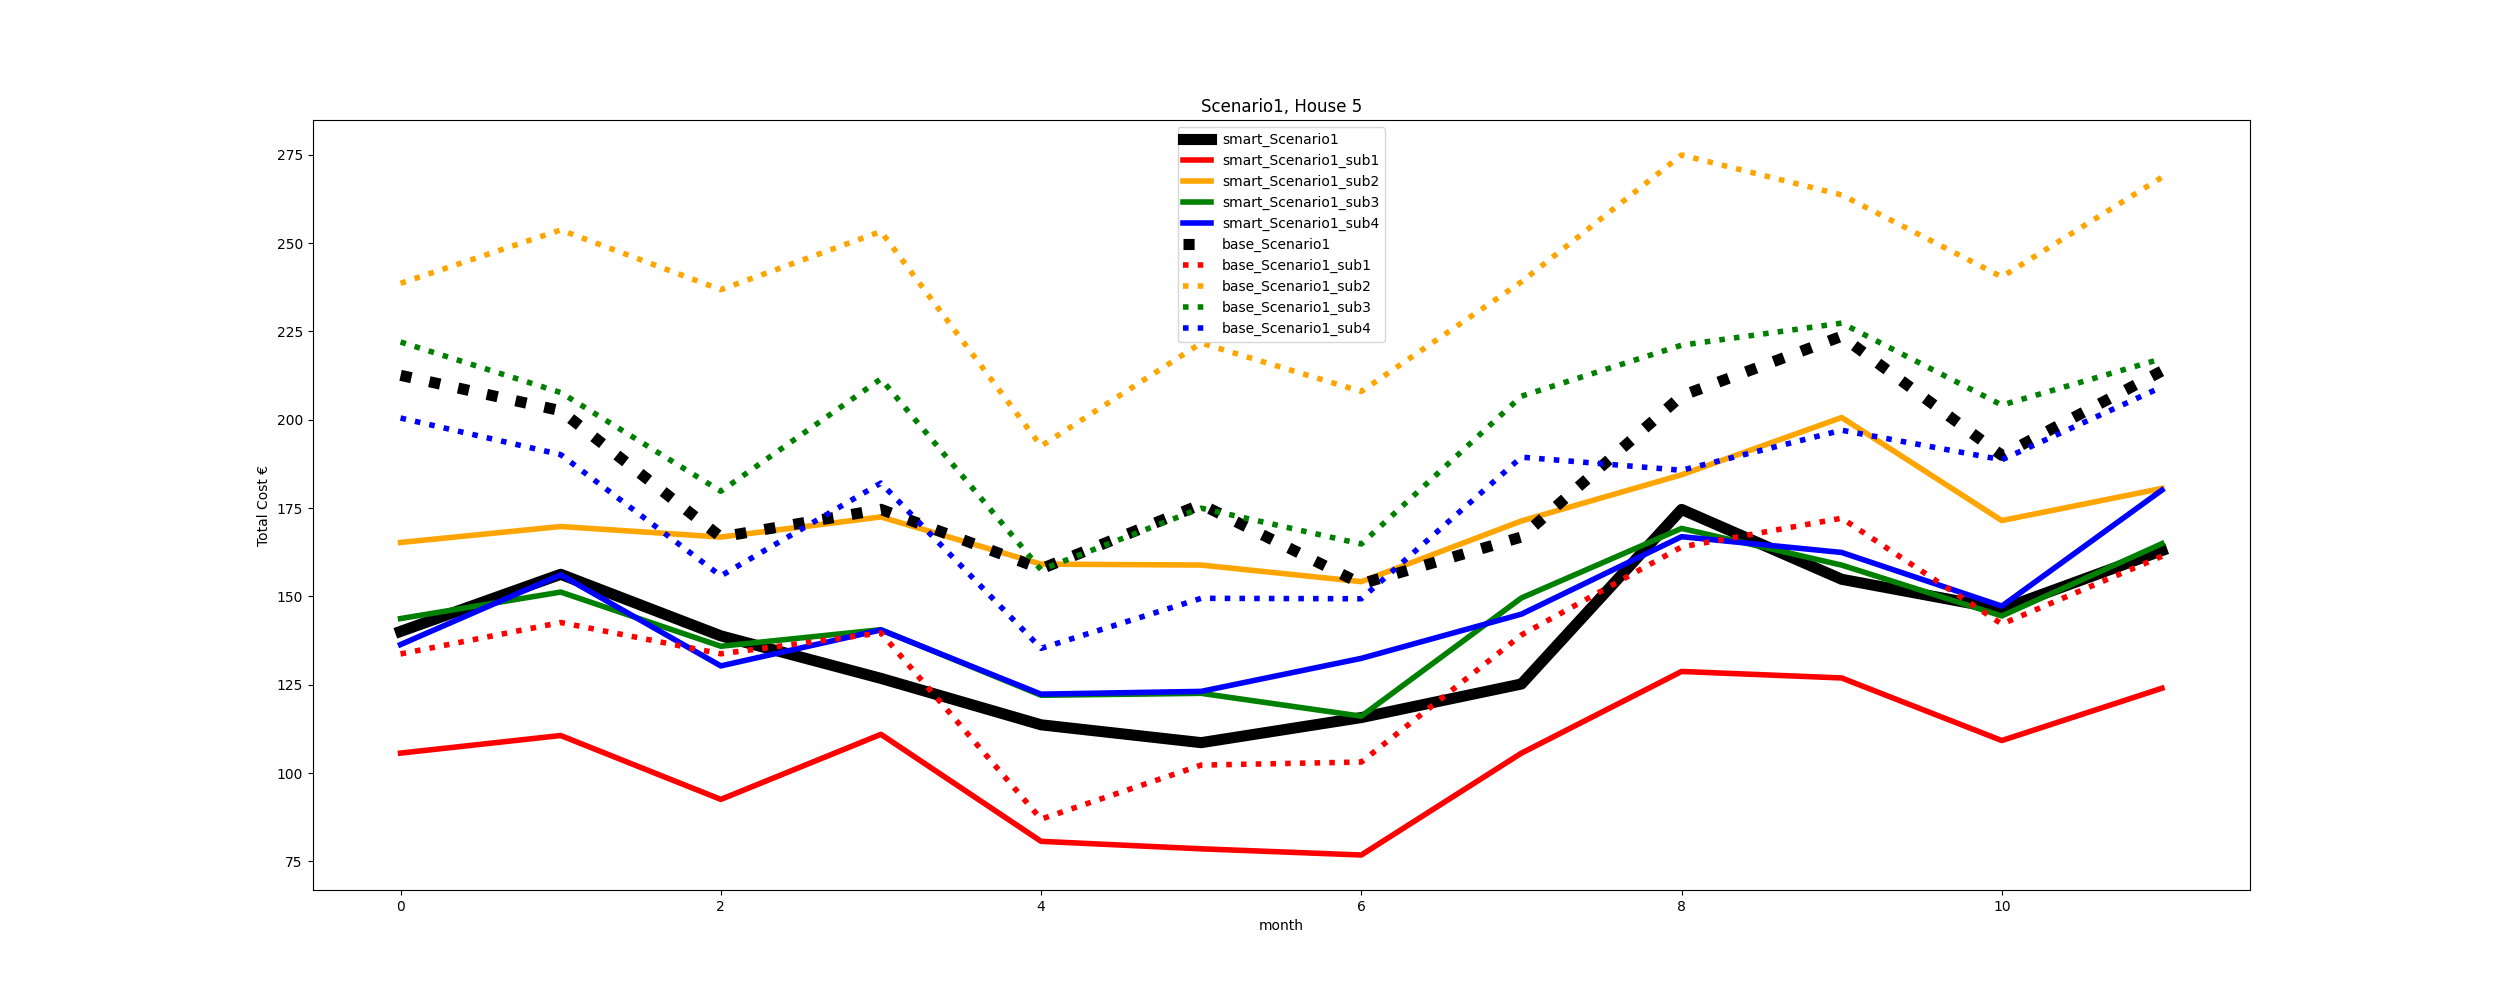 Scenario1, House 5
smart_Scenario1
smart_Scenario1_sub1
smart_Scenario1_sub2
smart_Scenario1_sub3
smart_Scenario1_sub4
base_Scenario1
base_Scenario1_sub1
base_Scenario1_sub2
base_Scenario1_sub3
base_Scenario1_sub4
Total Cost €
275
250
225
200
175
150
125
100
75
0 2 4 6 8 10
month